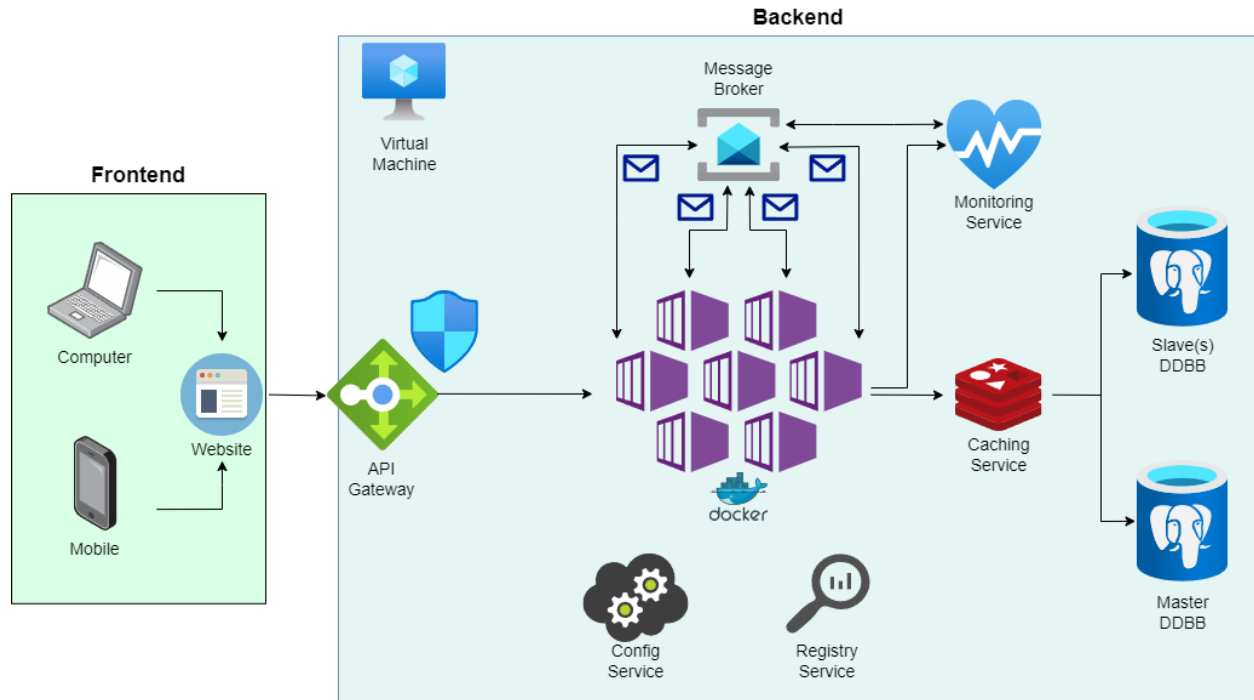 Backend
Message
Broker
Virtual
Machine
Frontend
Monitoring
Service
Computer
Slave(s)
DDBB
Website
API
Gateway
Caching
Service
docker
Mobile
Config
Service
Registry
Service
Master
DDBB